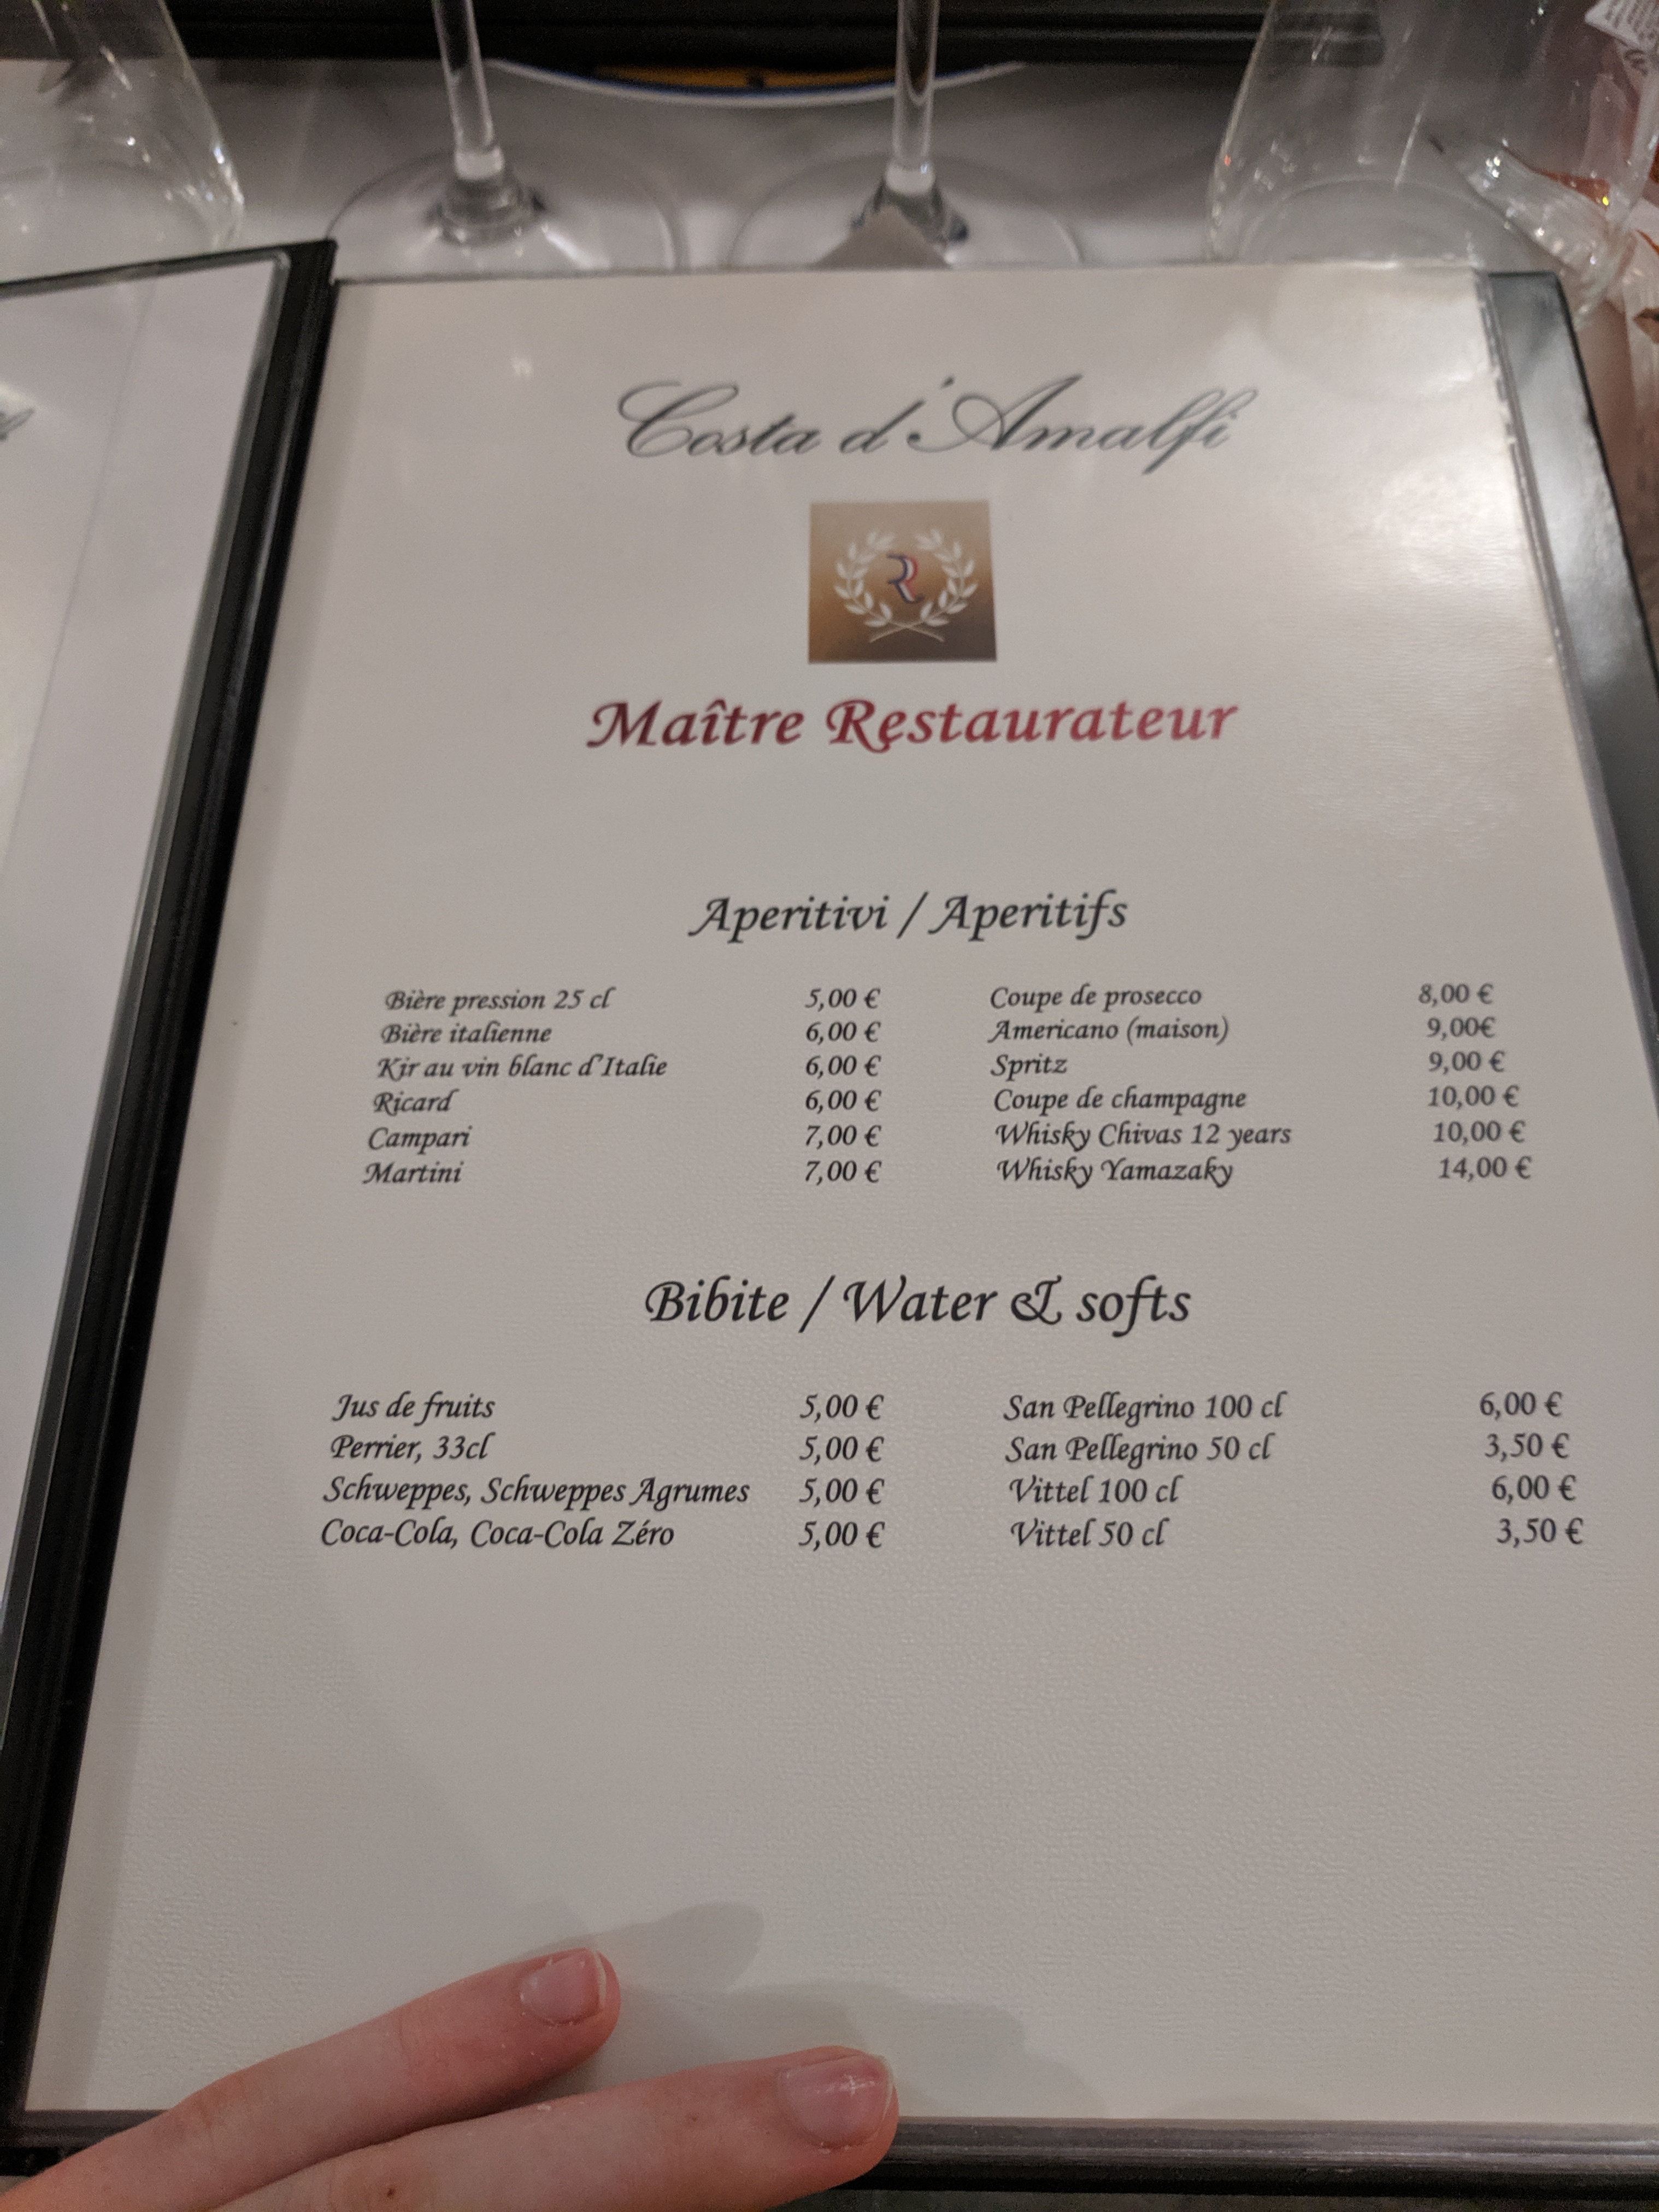 Costa d'Amalfi
R
Maître Restaurateur
Aperitivi / Aperitifs
Bière pression 25 cl 5,00 € Coupe de prosecco 8,00 €
Bière italienne 6,00 € Americano (maison) 9,00€
Kir au vin blanc d'Italie 6,00 € Spritz 9,00 €
Ricard 6,00 € Coupe de champagne 10,00 €
Campari 7,00 € Whisky Chivas 12 years 10,00 €
Martini 7,00 € Whisky Yamazaky 14,00 €
Bibite / Water & softs
Jus de fruits 5,00 € San Pellegrino 100 cl 6,00 €
Perrier, 33cl 5,00 € San Pellegrino 50 cl 3,50 €
Schweppes, Schweppes Agrumes 5,00 € Vittel 100 cl 6,00 €
Coca-Cola, Coca-Cola Zéro 5,00 € Vittel 50 cl 3,50 €